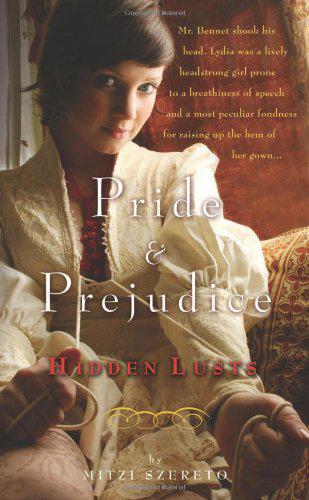 Mr. Bennet shook his
head. Lydia was a lively
headstrong girl prone
to a breathiness of speech
and a most peculiar fondness
for raising up the hem of
her gown...
Pride
&
Prejudice
HIDDEN LUSTS
by
MITZI SZERETO